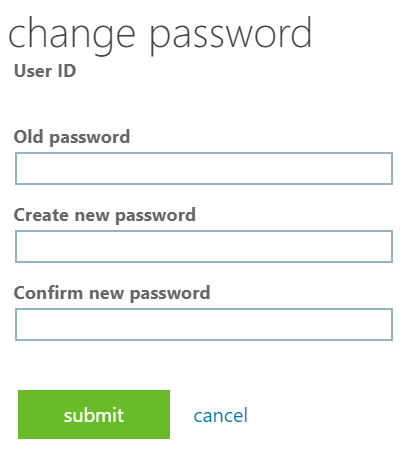 change password
User ID
Old password
Create new password
Confirm new password
submit cancel